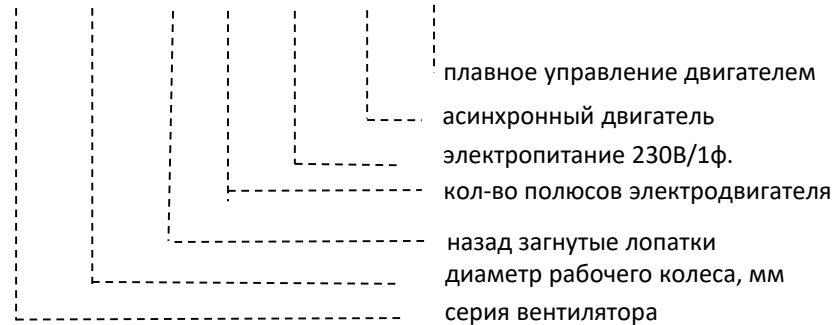 плавное управление двигателем
асинхронный двигатель
электропитание 230В/1ф.
кол-во полюсов электродвигателя
назад загнутые лопатки
диаметр рабочего колеса, мм
серия вентилятора